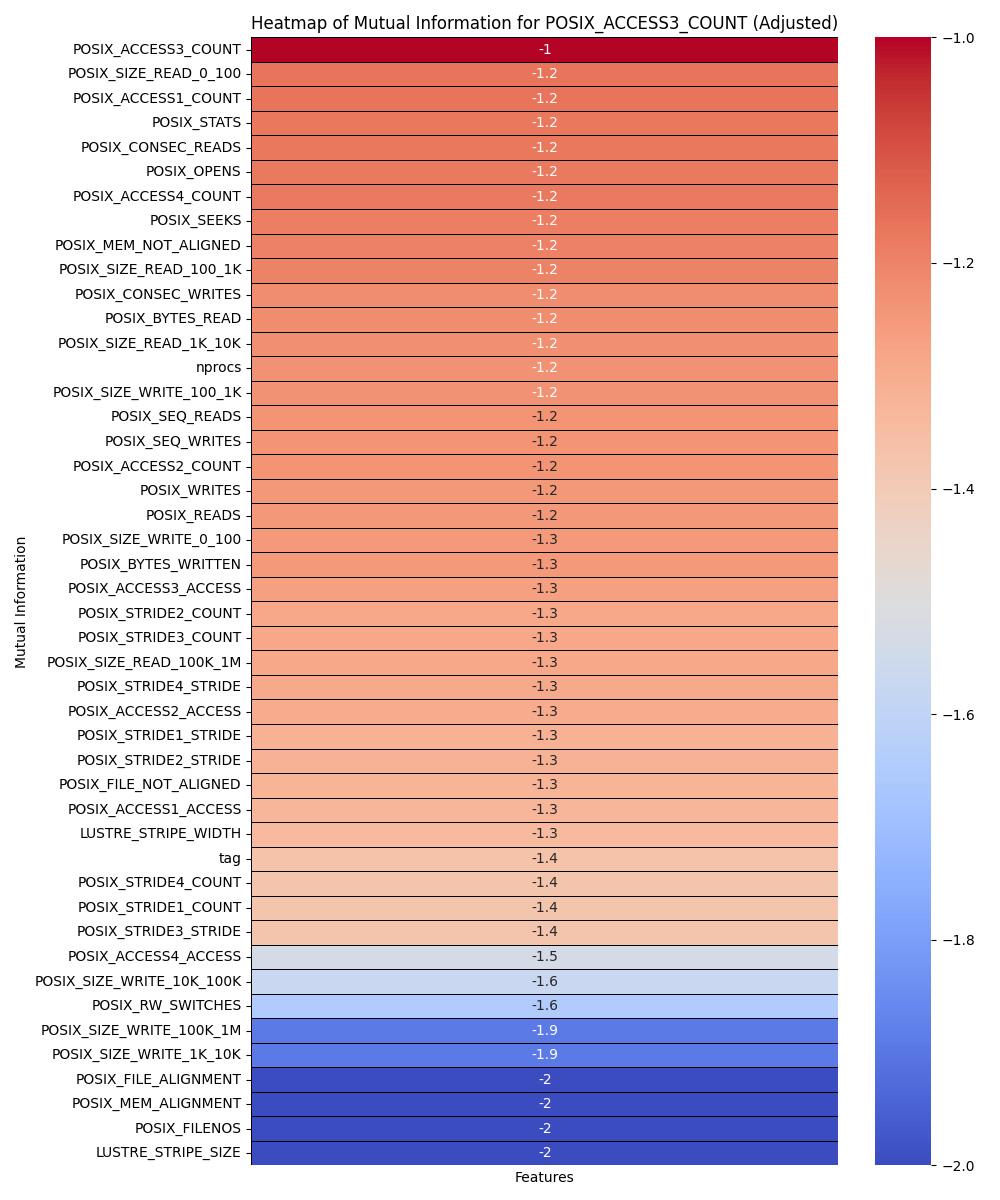 Heatmap of Mutual Information for POSIX_ACCESS3_COUNT (Adjusted)
POSIX_ACCESS3_COUNT -1
POSIX_SIZE_READ_0_100 -1.2
POSIX_ACCESS1_COUNT -1.2
POSIX_STATS -1.2
POSIX_CONSEC_READS -1.2
POSIX_OPENS -1.2
POSIX_ACCESS4_COUNT -1.2
POSIX_SEEKS -1.2
POSIX_MEM_NOT_ALIGNED -1.2
POSIX_SIZE_READ_100_1K -1.2
POSIX_CONSEC_WRITES -1.2
POSIX_BYTES_READ -1.2
POSIX_SIZE_READ_1K_10K -1.2
nprocs -1.2
POSIX_SIZE_WRITE_100_1K -1.2
POSIX_SEQ_READS -1.2
POSIX_SEQ_WRITES -1.2
POSIX_ACCESS2_COUNT -1.2
POSIX_WRITES -1.2
POSIX_READS -1.2
POSIX_SIZE_WRITE_0_100 -1.3
POSIX_BYTES_WRITTEN -1.3
POSIX_ACCESS3_ACCESS -1.3
POSIX_STRIDE2_COUNT -1.3
POSIX_STRIDE3_COUNT -1.3
POSIX_SIZE_READ_100K_1M -1.3
POSIX_STRIDE4_STRIDE -1.3
POSIX_ACCESS2_ACCESS -1.3
POSIX_STRIDE1_STRIDE -1.3
POSIX_STRIDE2_STRIDE -1.3
POSIX_FILE_NOT_ALIGNED -1.3
POSIX_ACCESS1_ACCESS -1.3
LUSTRE_STRIPE_WIDTH -1.3
tag -1.4
POSIX_STRIDE4_COUNT -1.4
POSIX_STRIDE1_COUNT -1.4
POSIX_STRIDE3_STRIDE -1.4
POSIX_ACCESS4_ACCESS -1.5
POSIX_SIZE_WRITE_10K_100K -1.6
POSIX_RW_SWITCHES -1.6
POSIX_SIZE_WRITE_100K_1M -1.9
POSIX_SIZE_WRITE_1K_10K -1.9
POSIX_FILE_ALIGNMENT -2
POSIX_MEM_ALIGNMENT -2
POSIX_FILENOS -2
LUSTRE_STRIPE_SIZE -2
Features
Mutual Information
−1.0
−1.2
−1.4
−1.6
−1.8
−2.0